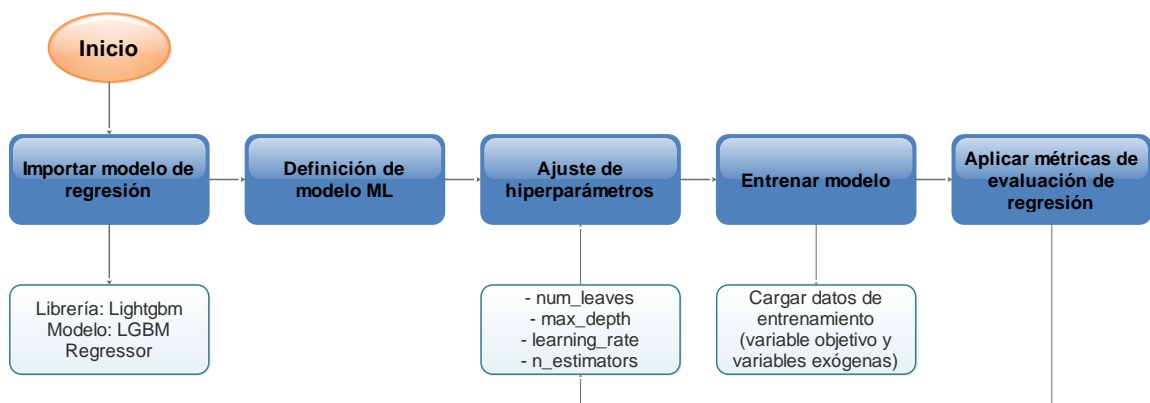 Inicio
Importar modelo de
regresión
Definición de
modelo ML
Ajuste de
hiperparámetros
Entrenar modelo
Aplicar métricas de
evaluación de
regresión
Librería: Lightgbm
Modelo: LGBM
Regressor
- num_leaves
- max_depth
- learning_rate
- n_estimators
Cargar datos de
entrenamiento
(variable objetivo y
variables exógenas)